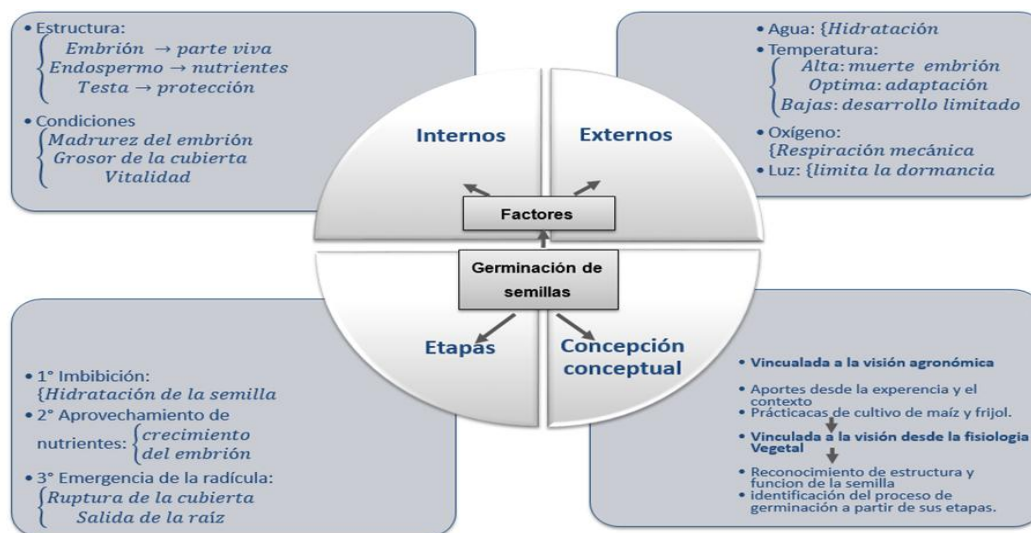 • Estructura:
Embrión → parte viva
Endospermo → nutrientes
Testa → protección
• Condiciones
Madrurez del embrión
Grosor de la cubierta
Vitalidad
• Agua: {Hidratación
• Temperatura:
Alta: muerte embrión
Optima: adaptación
Bajas: desarrollo limitado
• Oxígeno:
{Respiración mecánica
• Luz: {limita la dormancia
Internos
Externos
Factores
Germinación de
semillas
Etapas
Concepción
conceptual
• 1° Imbibición:
{Hidratación de la semilla
• 2° Aprovechamiento de
nutrientes: {crecimiento
del embrión
• 3° Emergencia de la radícula:
Ruptura de la cubierta
Salida de la raíz
• Vincualada a la visión agronómica
• Aportes desde la experencia y el
contexto
• Prácticacas de cultivo de maíz y frijol.
• Vinculada a la visión desde la fisiologia
Vegetal
• Reconocimiento de estructura y
funcion de la semilla
• identificación del proceso de
germinación a partir de sus etapas.